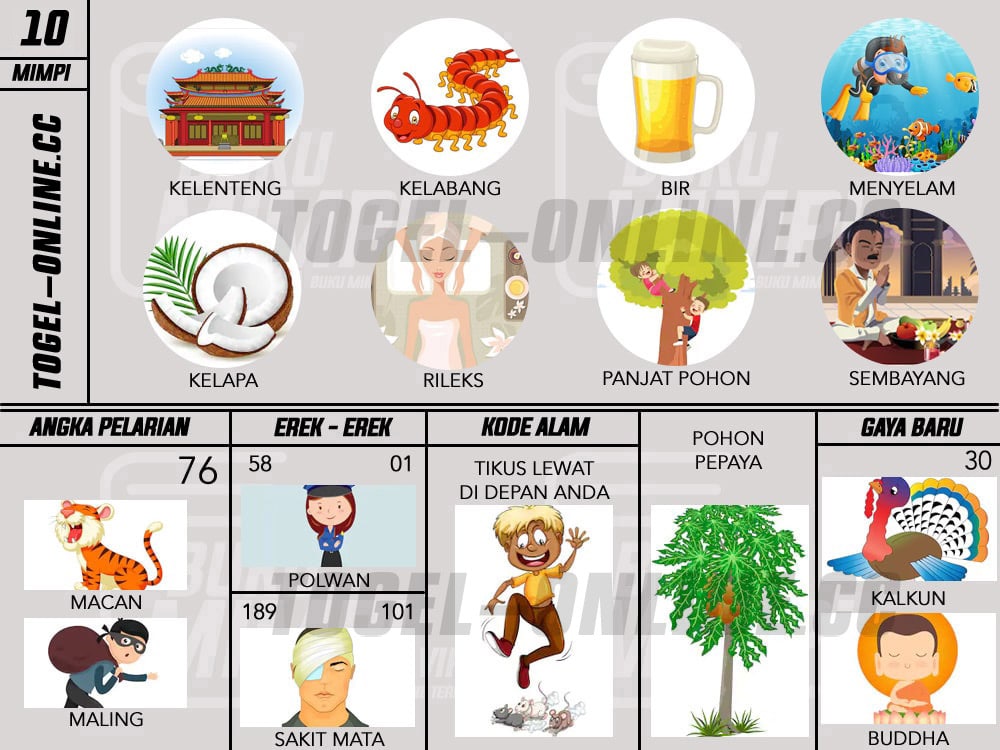 10
MIMPI
TOGEL-ONLINE.CC
KELENTENG
KELABANG
BIR
MENYELAM
TOGEL-ONLINE.CC
KELAPA
RILEKS
PANJAT POHON
SEMBAYANG
ANGKA PELARIAN
76
MACAN
MALING
EREK - EREK
58 01
POLWAN
189 101
SAKIT MATA
KODE ALAM
TIKUS LEWAT
DI DEPAN ANDA
POHON
PEPAYA
GAYA BARU
30
KALKUN
BUDDHA
TOGEL-ONLINE.CC